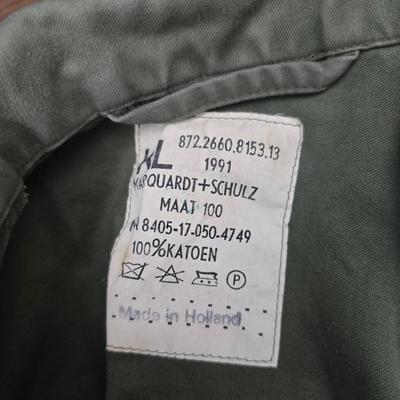 XL 872.2660.8153.13
1991
MARQUARDT+SCHULZ
MAAT 100
N 8405-17-050-4749
100% KATOEN
P
Made in Holland